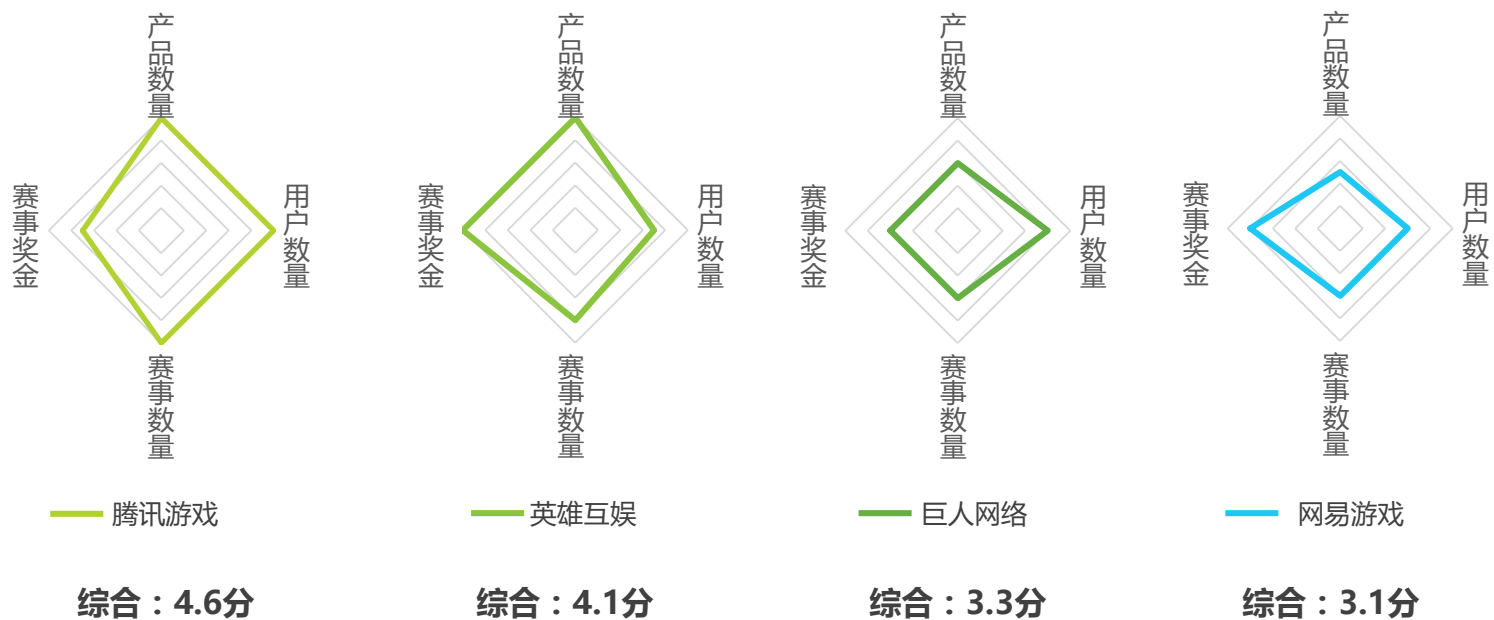 产品数量
用户数量
赛事奖金
赛事数量
腾讯游戏
综合：4.6分
产品数量
用户数量
赛事奖金
赛事数量
英雄互娱
综合：4.1分
产品数量
用户数量
赛事奖金
赛事数量
巨人网络
综合：3.3分
产品数量
用户数量
赛事奖金
赛事数量
网易游戏
综合：3.1分